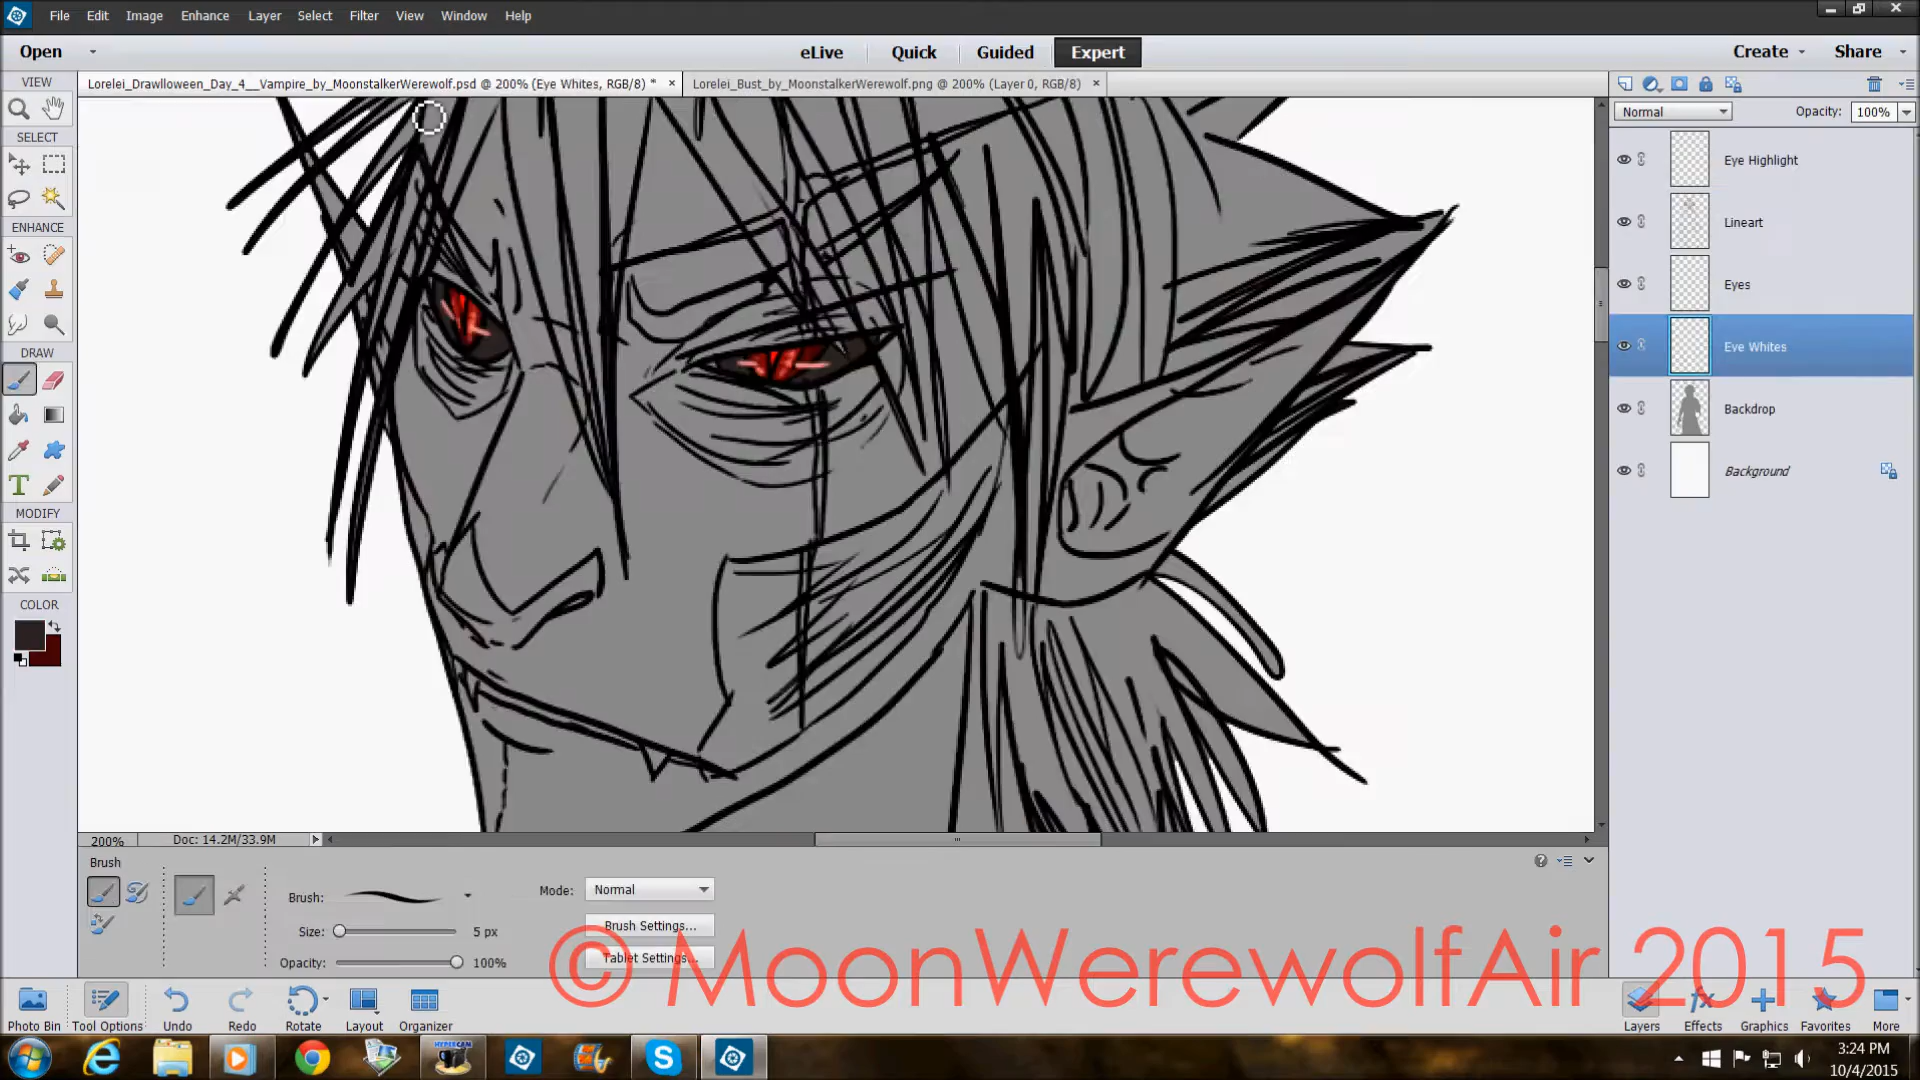 File Edit Image Enhance Layer Select Filter View Window Help
Open
eLive Quick Guided Expert
Create Share
VIEW
Lorelei_Drawlloween_Day_4__Vampire_by_MoonstalkerWerewolf.psd @ 200% (Eye Whites, RGB/8) * ×
Lorelei_Bust_by_MoonstalkerWerewolf.png @ 200% (Layer 0, RGB/8) ×
Normal Opacity: 100%
SELECT
Eye Highlight
Lineart
ENHANCE
Eyes
DRAW
Eye Whites
Backdrop
Background
T
MODIFY
COLOR
200% Doc: 14.2M/33.9M
Brush
Brush:
Mode: Normal
Size: 5 px
Brush Settings...
Opacity: 100%
Tablet Settings...
© MoonWerewolfAir 2015
Photo Bin Tool Options Undo Redo Rotate Layout Organizer
Layers Effects Graphics Favorites More
HYPERCAM
3:24 PM
10/4/2015